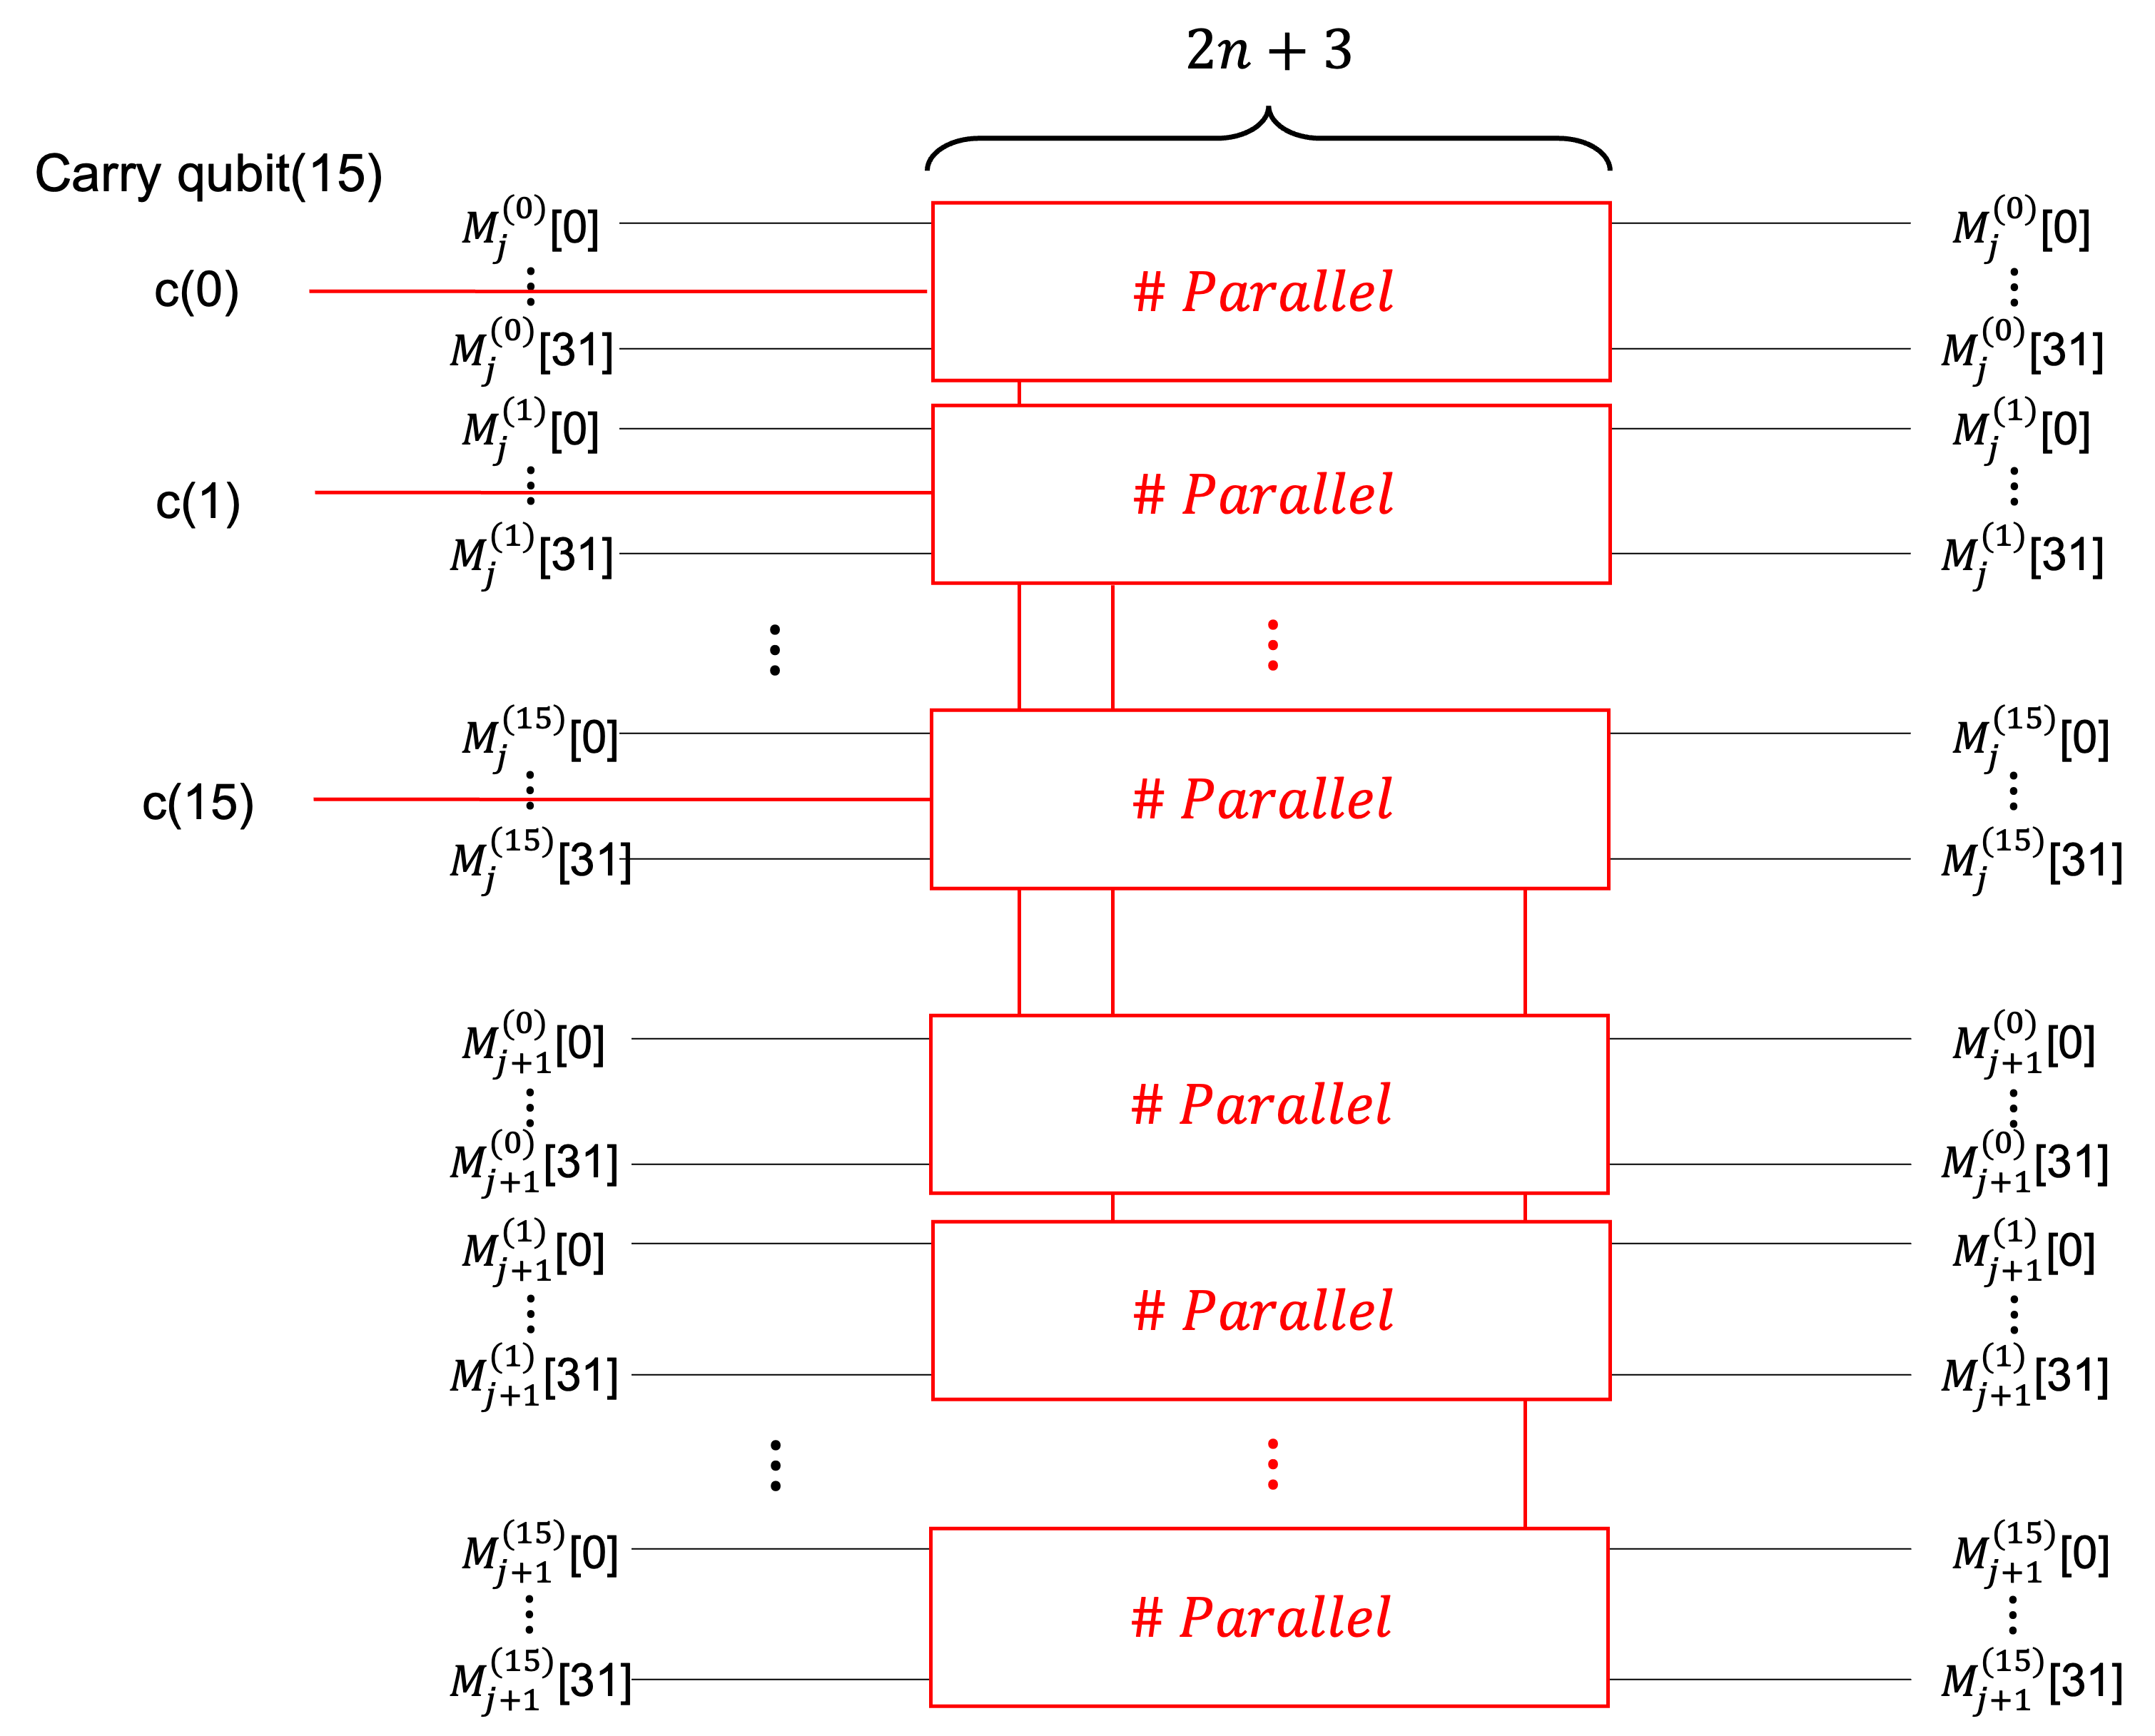 2n + 3
Carry qubit(15)
M_j^(0)[0] M_j^(0)[0]
c(0) ⋮ # Parallel ⋮
M_j^(0)[31] M_j^(0)[31]
M_j^(1)[0] M_j^(1)[0]
c(1) ⋮ # Parallel ⋮
M_j^(1)[31] M_j^(1)[31]
⋮ ⋮
M_j^(15)[0] M_j^(15)[0]
c(15) ⋮ # Parallel ⋮
M_j^(15)[31] M_j^(15)[31]
M_{j+1}^(0)[0] M_{j+1}^(0)[0]
⋮ # Parallel ⋮
M_{j+1}^(0)[31] M_{j+1}^(0)[31]
M_{j+1}^(1)[0] M_{j+1}^(1)[0]
⋮ # Parallel ⋮
M_{j+1}^(1)[31] M_{j+1}^(1)[31]
⋮ ⋮
M_{j+1}^(15)[0] M_{j+1}^(15)[0]
⋮ # Parallel ⋮
M_{j+1}^(15)[31] M_{j+1}^(15)[31]